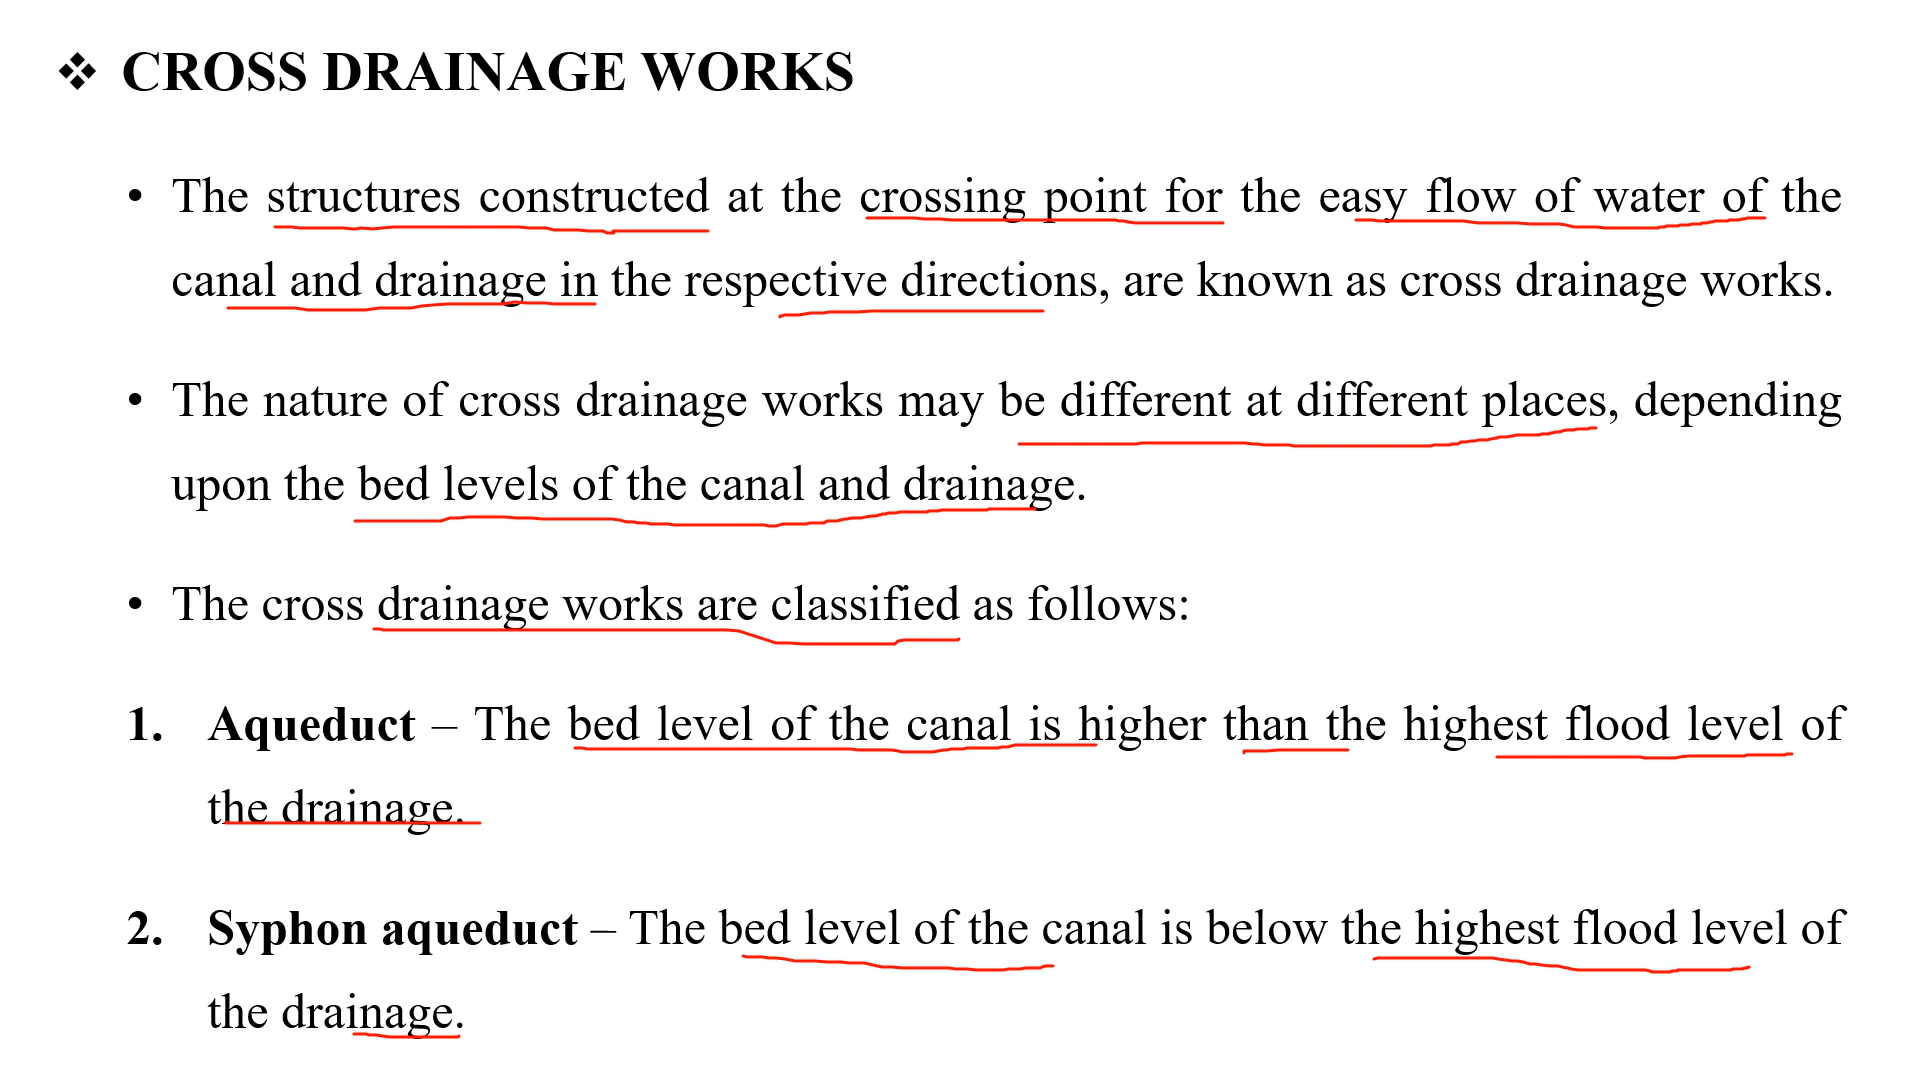 ❖ CROSS DRAINAGE WORKS
• The structures constructed at the crossing point for the easy flow of water of the
canal and drainage in the respective directions, are known as cross drainage works.
• The nature of cross drainage works may be different at different places, depending
upon the bed levels of the canal and drainage.
• The cross drainage works are classified as follows:
1. Aqueduct – The bed level of the canal is higher than the highest flood level of
the drainage.
2. Syphon aqueduct – The bed level of the canal is below the highest flood level of
the drainage.